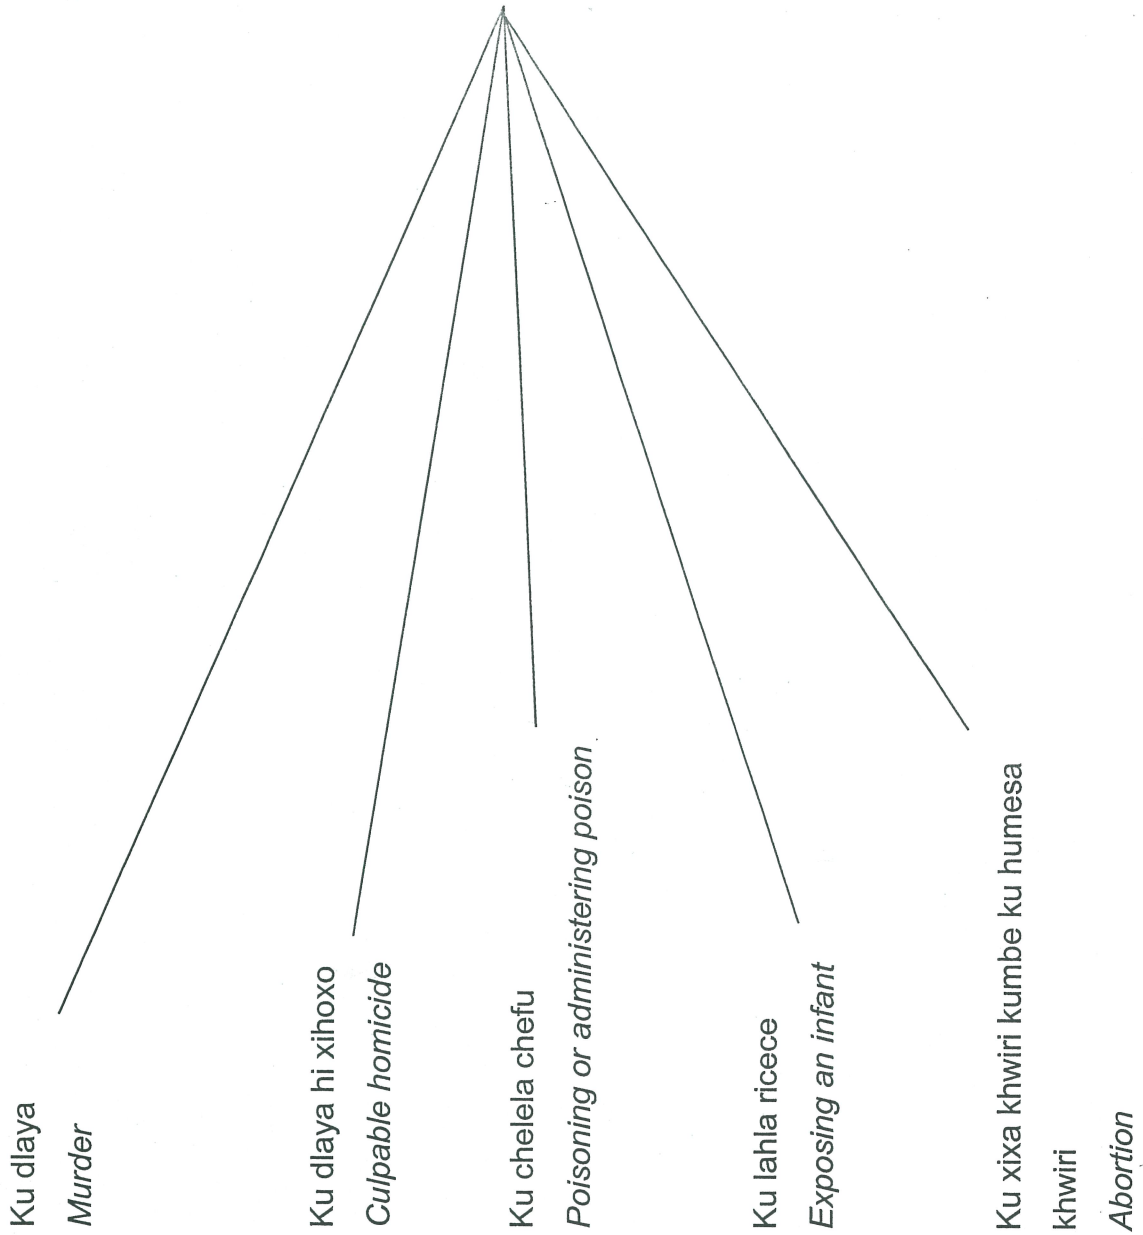 Ku dlaya
Murder
Ku dlaya hi xihoxo
Culpable homicide
Ku chelela chefu
Poisoning or administering poison
Ku lahla ricece
Exposing an infant
Ku xixa khwiri kumbe ku humesa
khwiri
Abortion